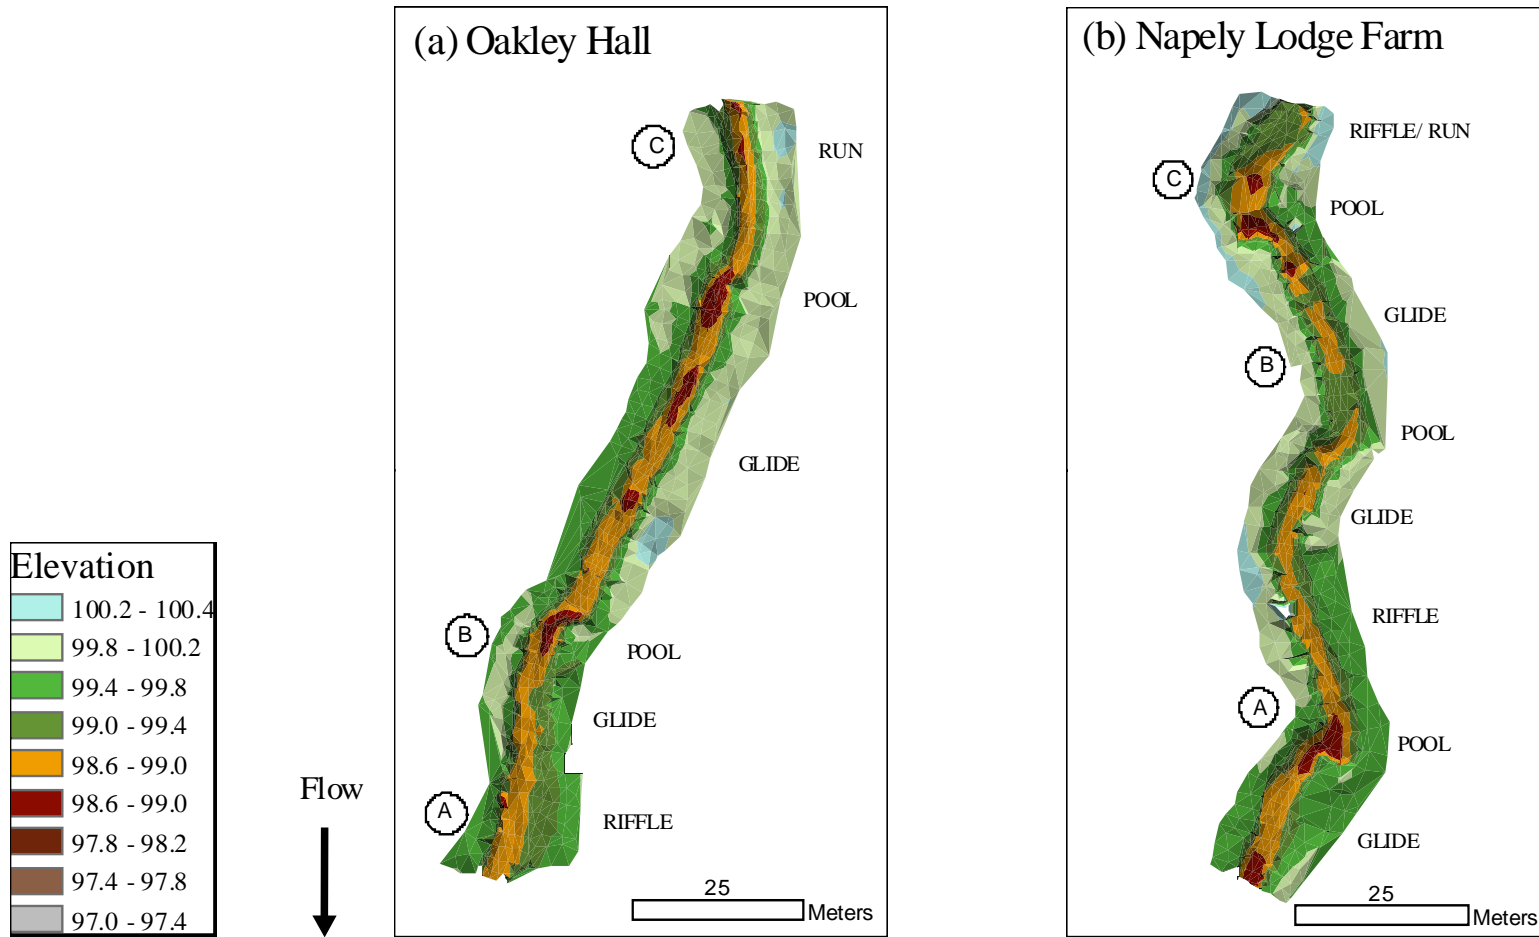 (a) Oakley Hall
C
RUN
POOL
GLIDE
B
POOL
GLIDE
A
RIFFLE
25
Meters
(b) Napely Lodge Farm
RIFFLE/ RUN
C
POOL
GLIDE
B
POOL
GLIDE
RIFFLE
A
POOL
GLIDE
25
Meters
Elevation
100.2 - 100.4
99.8 - 100.2
99.4 - 99.8
99.0 - 99.4
98.6 - 99.0
98.6 - 99.0
97.8 - 98.2
97.4 - 97.8
97.0 - 97.4
Flow